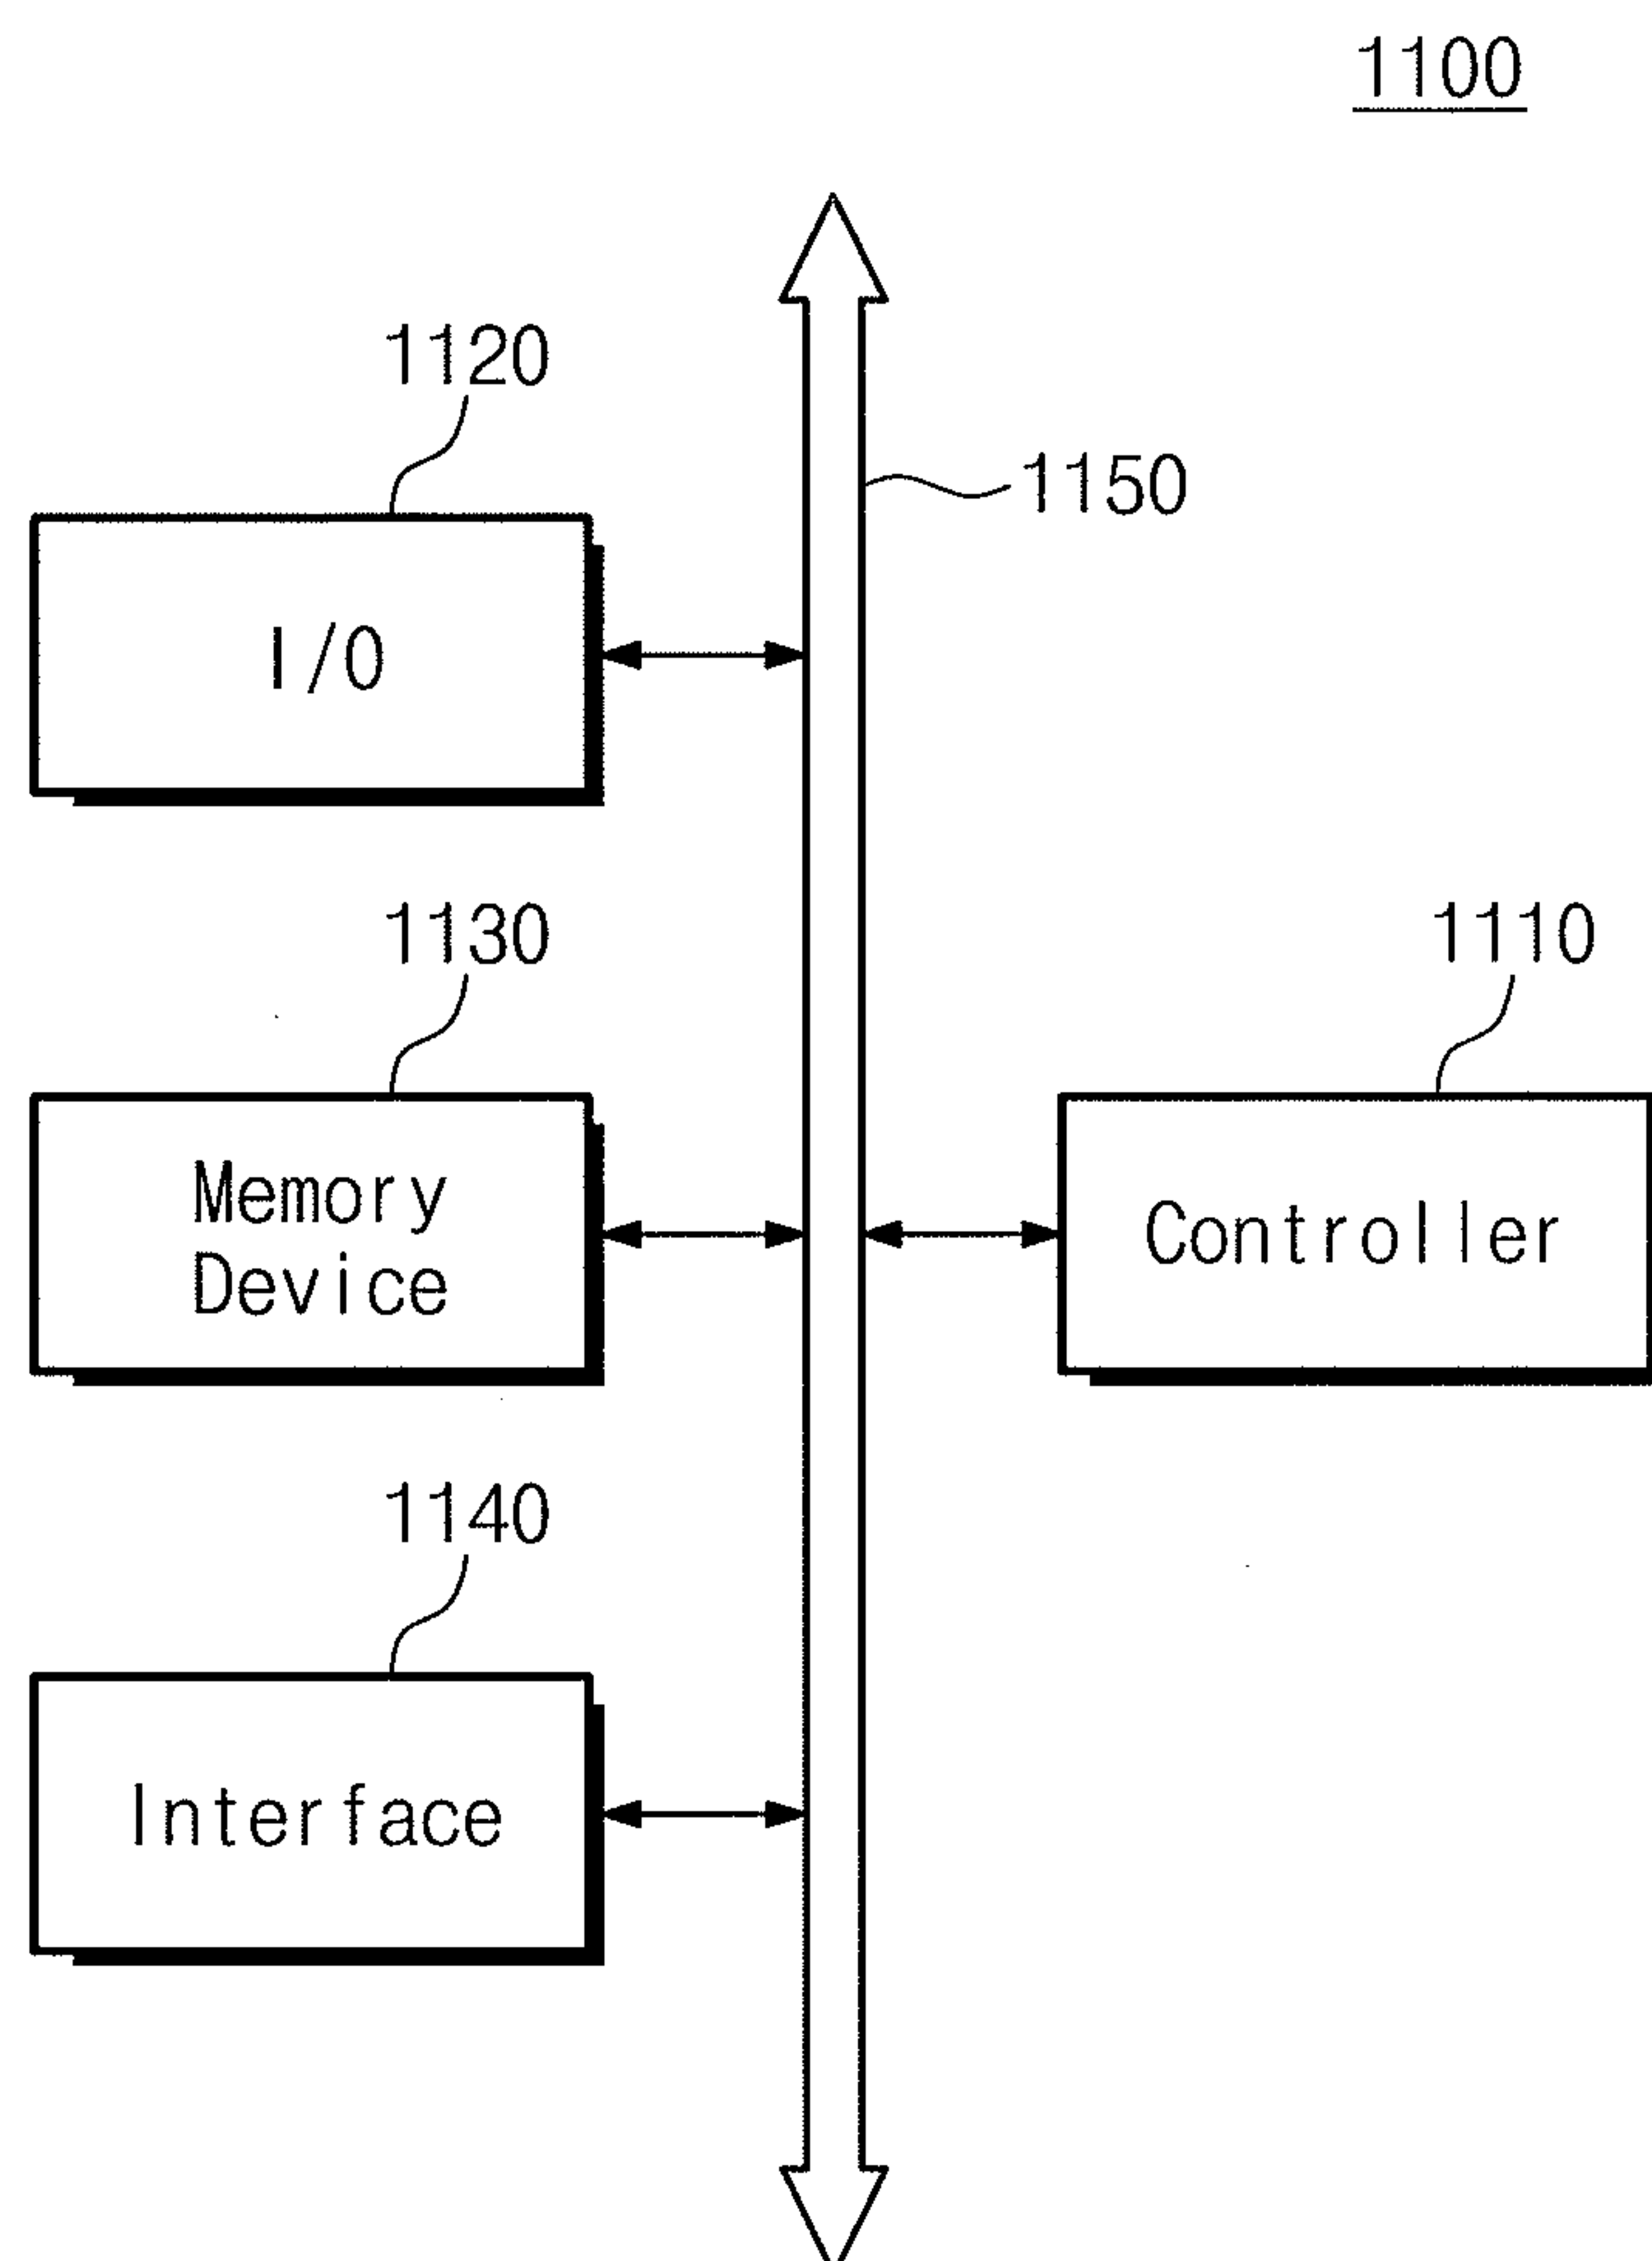 1100
1120
1150
I/O
1130
1110
Memory
Device
Controller
1140
Interface